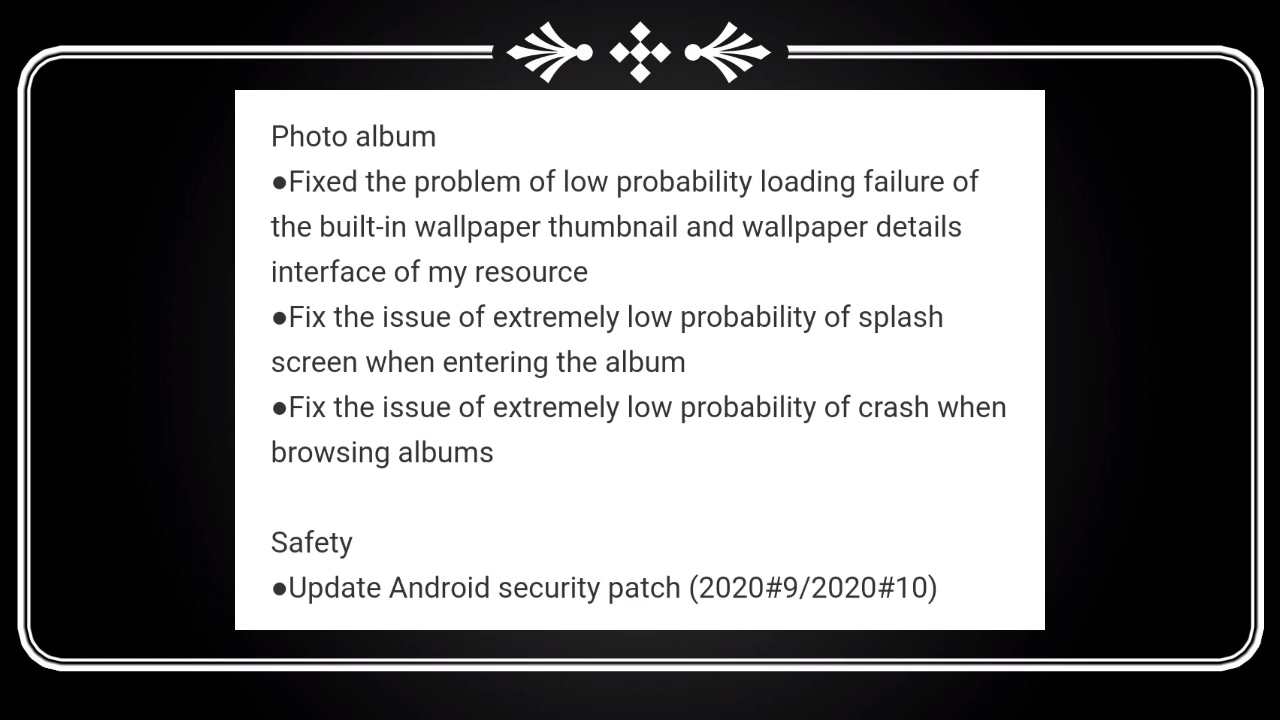 Photo album
●Fixed the problem of low probability loading failure of
the built-in wallpaper thumbnail and wallpaper details
interface of my resource
●Fix the issue of extremely low probability of splash
screen when entering the album
●Fix the issue of extremely low probability of crash when
browsing albums
Safety
●Update Android security patch (2020#9/2020#10)